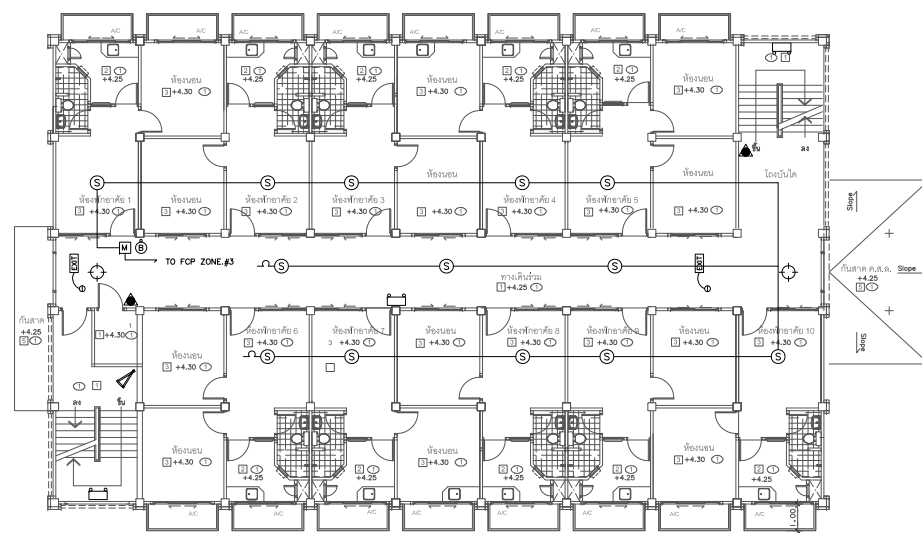 A/C A/C A/C A/C A/C A/C A/C A/C
2 1 +4.25
ห้องนอน
3 +4.30 1
2 1 +4.25
2 1 +4.25
ห้องนอน
3 +4.30 1
2 1 +4.25
2 1 +4.25
ห้องนอน
3 +4.30 1
1 1
ขึ้น ลง
S S S S S
ห้องพักอาศัย 1
3 +4.30 1
ห้องนอน
3 +4.30 1
ห้องพักอาศัย 2
3 +4.30 1
ห้องพักอาศัย 3
3 +4.30 1
ห้องนอน
3 +4.30 1
ห้องพักอาศัย 4
3 +4.30 1
ห้องพักอาศัย 5
3 +4.30 1
ห้องนอน
3 +4.30 1
โถงบันได
Slope
M B
TO FCP ZONE.#3
EXIT
S S S
EXIT
ทางเดินร่วม
1 +4.25 1
กันสาด ค.ส.ล.
+4.25
5 1
Slope
Slope
กันสาด
+4.25
5 1
1
1 +4.30 1
ห้องนอน
3 +4.30 1
ห้องพักอาศัย 6
ห้องพักอาศัย 7
3
ห้องนอน
3 +4.30 1
ห้องพักอาศัย 8
3 +4.30 1
ห้องพักอาศัย 9
3 +4.30 1
ห้องนอน
3 +4.30 1
ห้องพักอาศัย 10
3 +4.30 1
S S S S S
1 1
ลง ขึ้น
ห้องนอน
3 +4.30 1
2 1 +4.25
2 1 +4.25
ห้องนอน
3 +4.30 1
2 1 +4.25
2 1 +4.25
ห้องนอน
3 +4.30 1
2 1 +4.25
A/C A/C A/C A/C A/C A/C A/C A/C
1.00